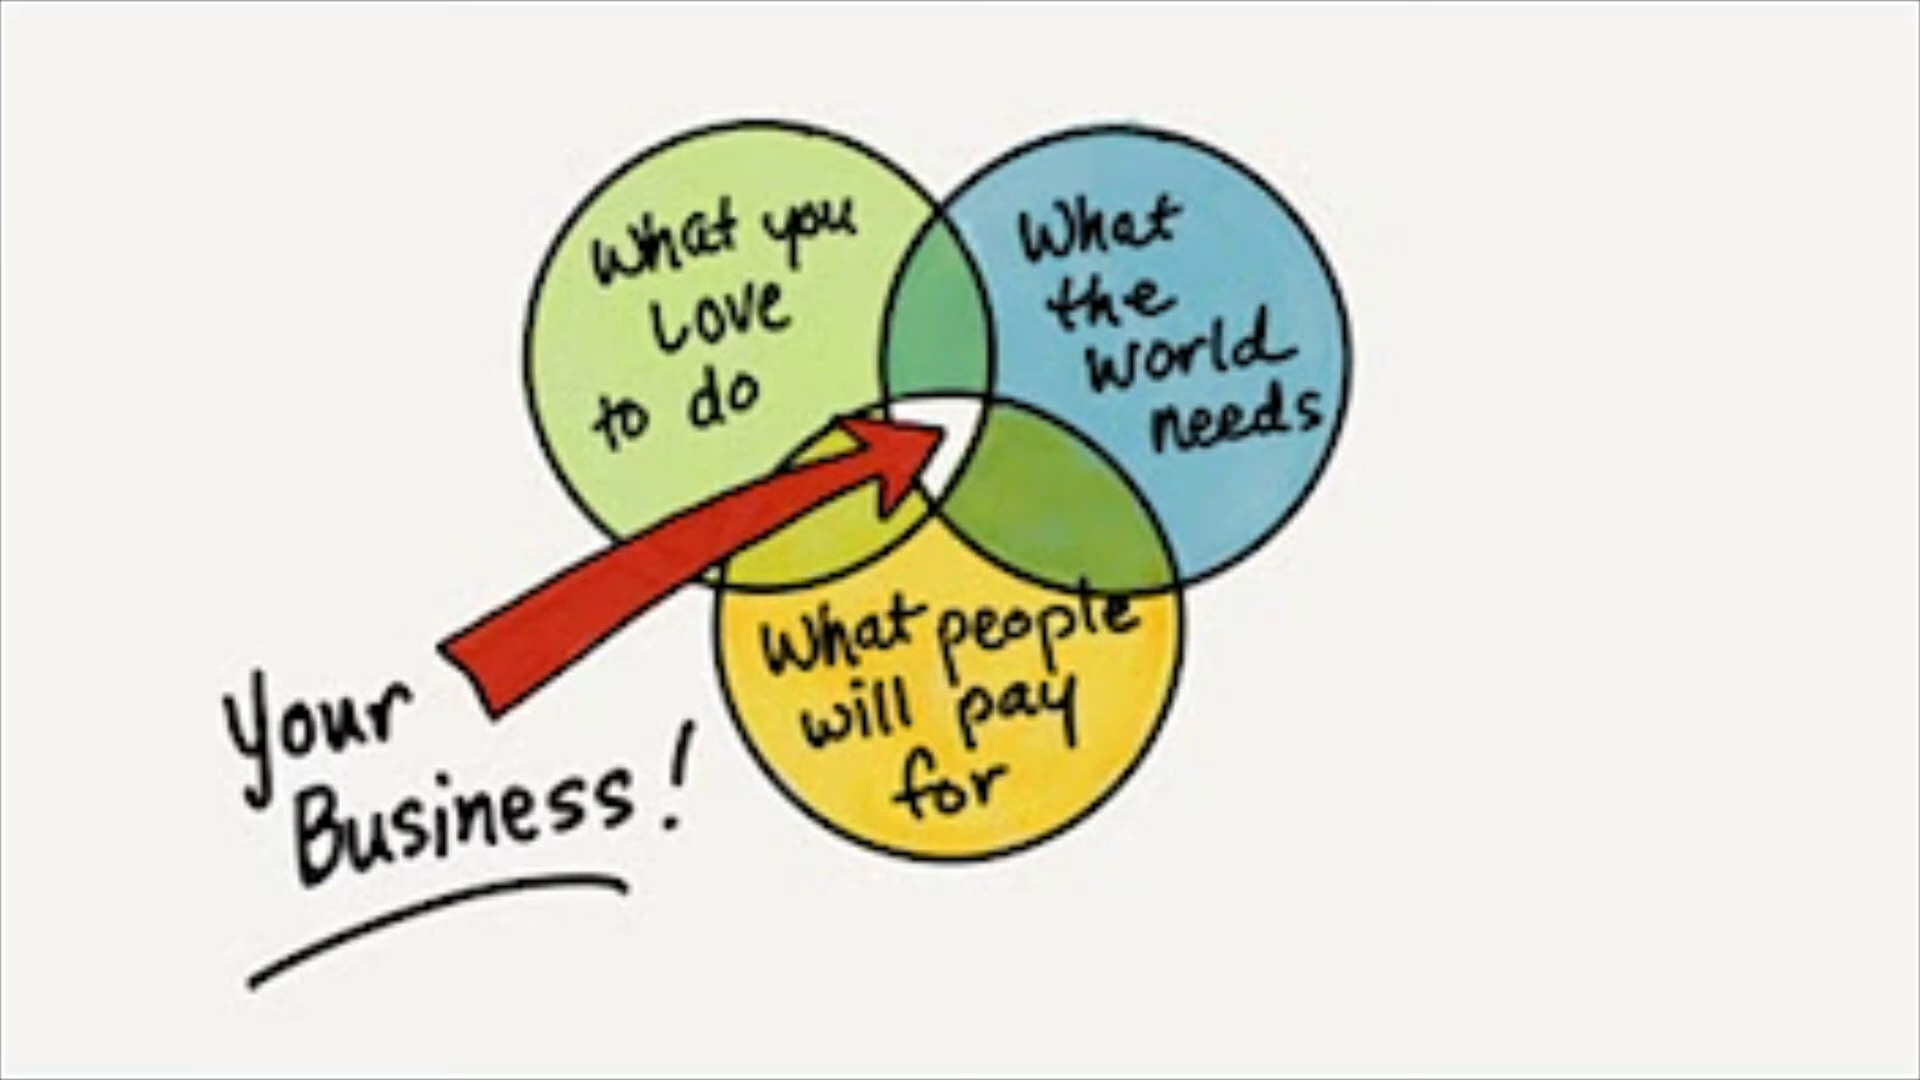 What you
Love
to do
What
the
world
needs
What people
will pay
for
Your
Business!